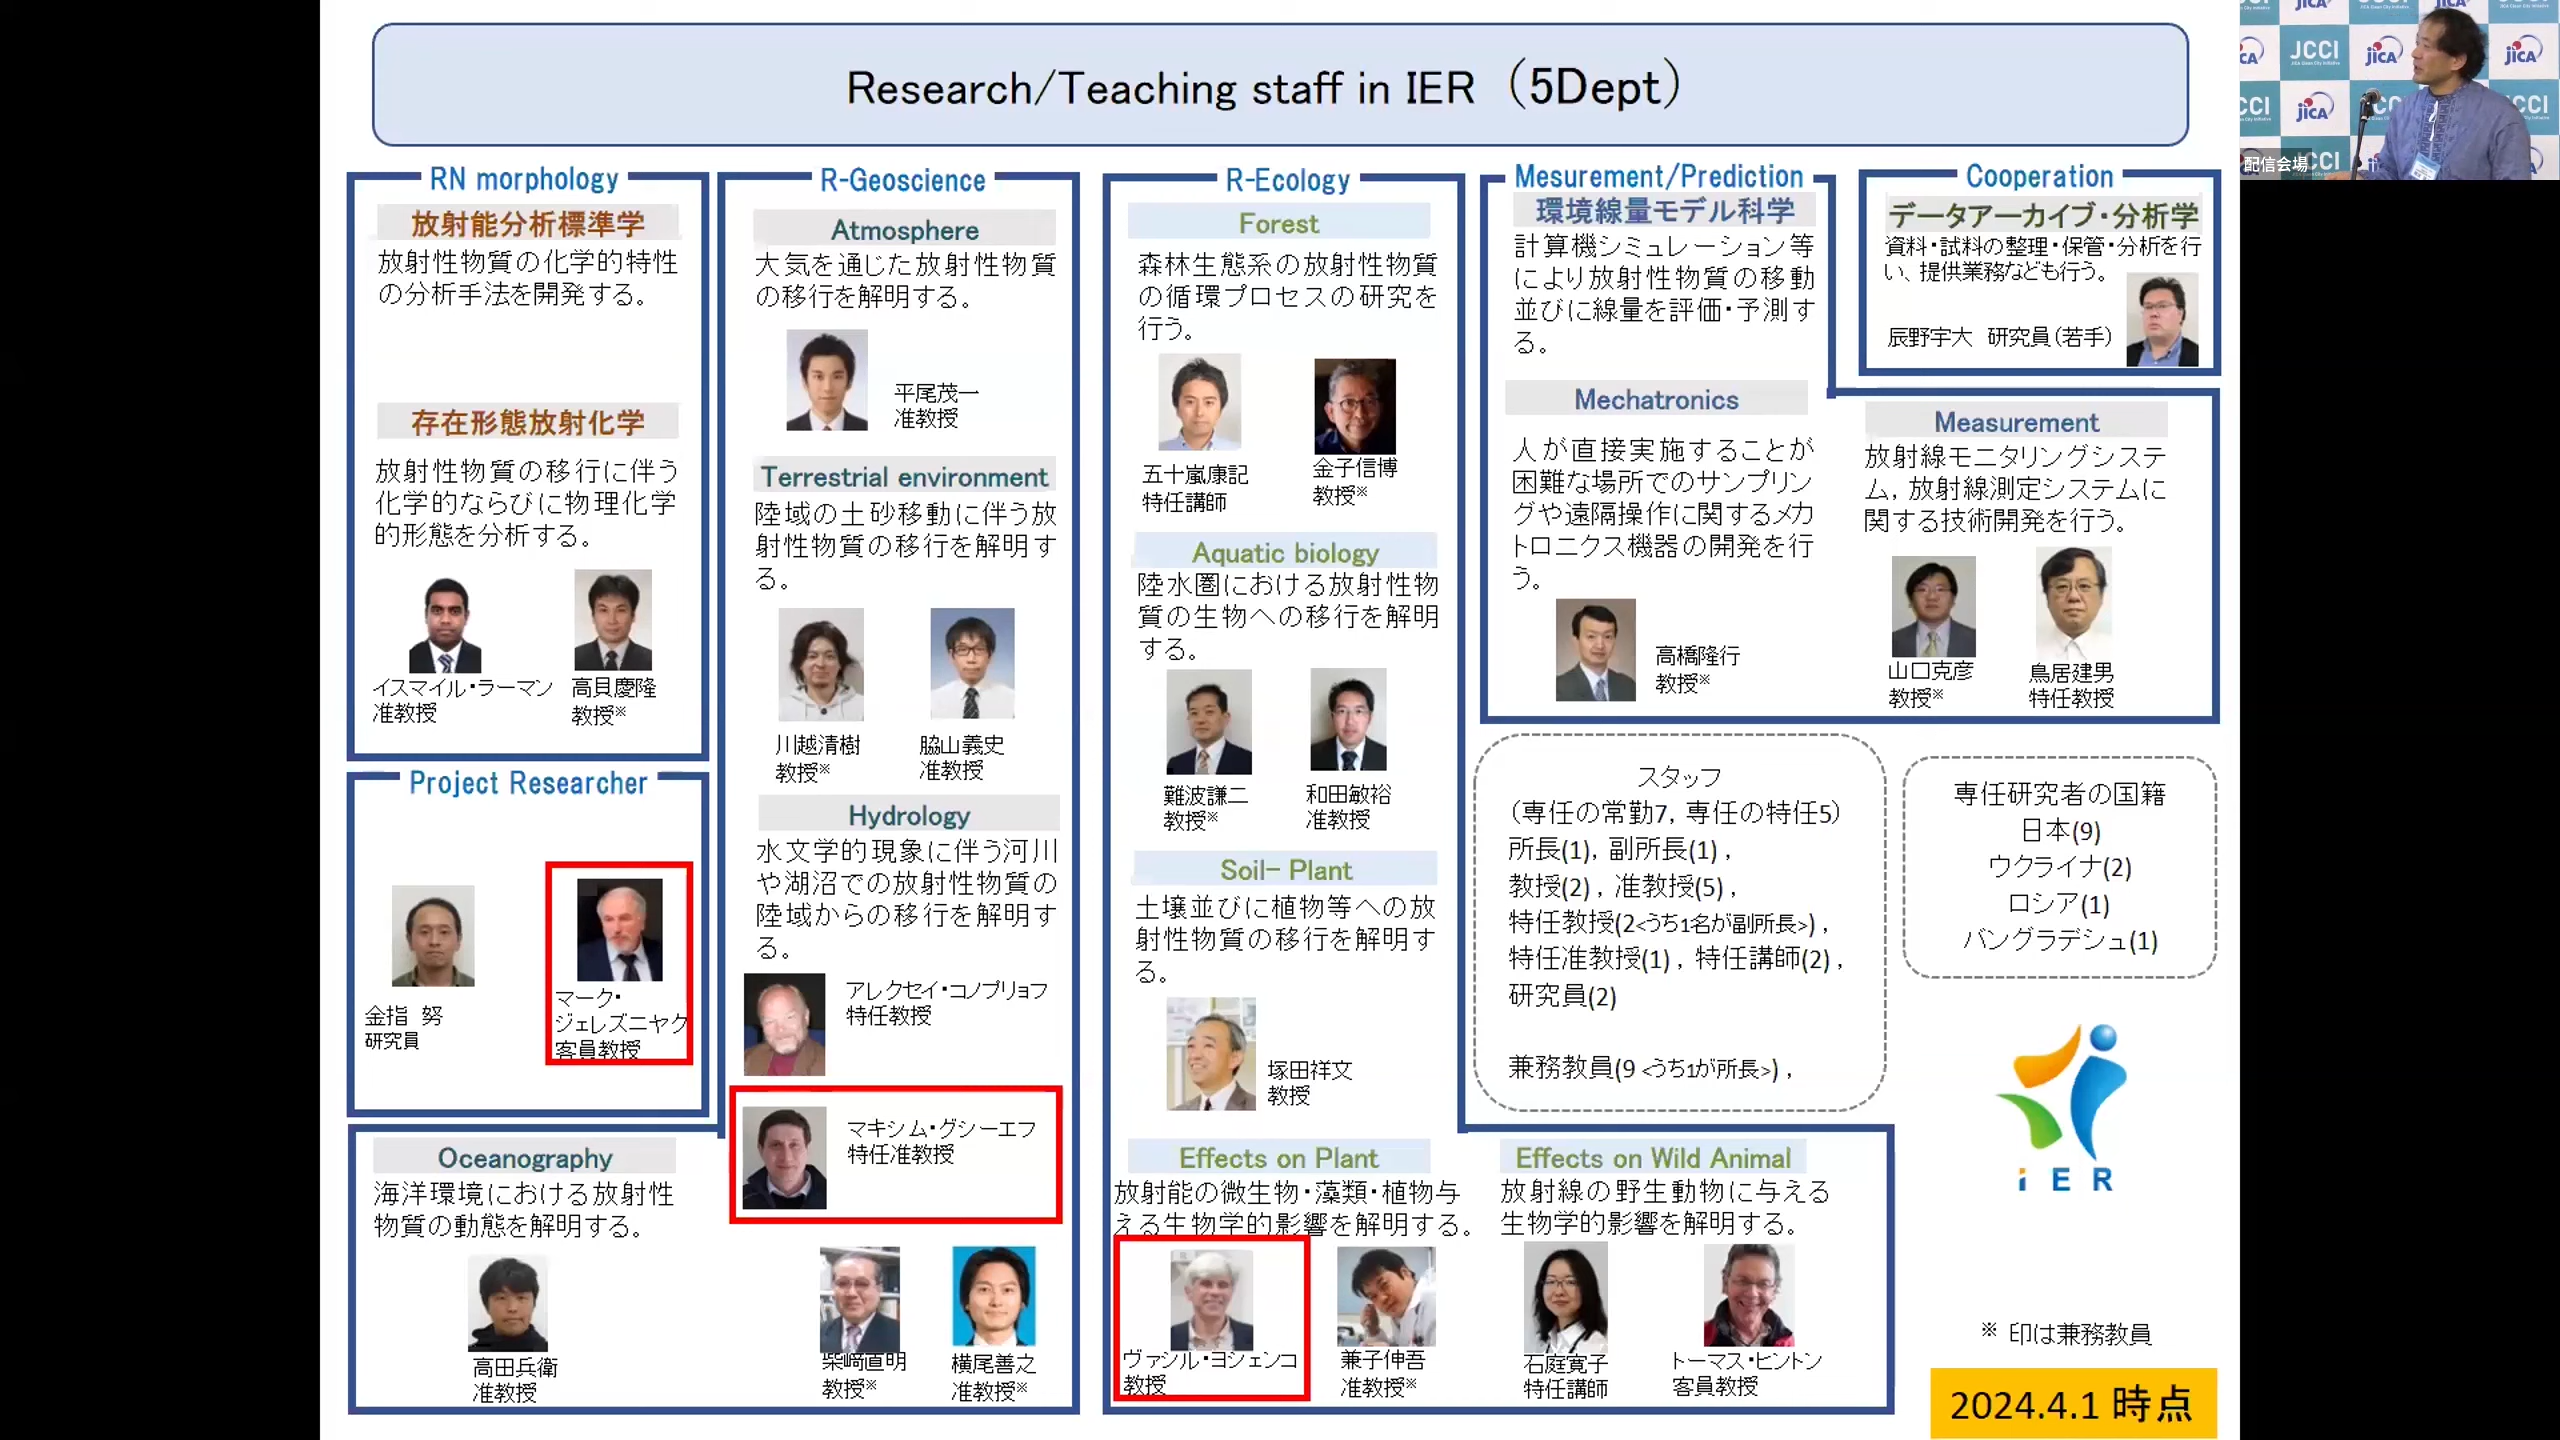 Research/Teaching staff in IER（5Dept）
RN morphology
放射能分析標準学
放射性物質の化学的特性
の分析手法を開発する。
存在形態放射化学
放射性物質の移行に伴う
化学的ならびに物理化学
的形態を分析する。
イスマイル・ラーマン
准教授
高貝慶隆
教授※
Project Researcher
金指 努
研究員
マーク・
ジェレズニヤク
客員教授
Oceanography
海洋環境における放射性
物質の動態を解明する。
高田兵衛
准教授
R-Geoscience
Atmosphere
大気を通じた放射性物質
の移行を解明する。
平尾茂一
准教授
Terrestrial environment
陸域の土砂移動に伴う放
射性物質の移行を解明す
る。
川越清樹
教授※
脇山義史
准教授
Hydrology
水文学的現象に伴う河川
や湖沼での放射性物質の
陸域からの移行を解明す
る。
アレクセイ・コノプリョフ
特任教授
マキシム・グシーエフ
特任准教授
柴﨑直明
教授※
横尾善之
准教授※
R-Ecology
Forest
森林生態系の放射性物質
の循環プロセスの研究を
行う。
五十嵐康記
特任講師
金子信博
教授※
Aquatic biology
陸水圏における放射性物
質の生物への移行を解明
する。
難波謙二
教授※
和田敏裕
准教授
Soil- Plant
土壌並びに植物等への放
射性物質の移行を解明す
る。
塚田祥文
教授
Effects on Plant
放射能の微生物・藻類・植物与
える生物学的影響を解明する。
ヴァシル・ヨシェンコ
教授
兼子伸吾
准教授※
Effects on Wild Animal
放射線の野生動物に与える
生物学的影響を解明する。
石庭寛子
特任講師
トーマス・ヒントン
客員教授
Mesurement/Prediction
環境線量モデル科学
計算機シミュレーション等
により放射性物質の移動
並びに線量を評価・予測す
る。
Mechatronics
人が直接実施することが
困難な場所でのサンプリン
グや遠隔操作に関するメカ
トロニクス機器の開発を行
う。
高橋隆行
教授※
Measurement
放射線モニタリングシステ
ム，放射線測定システムに
関する技術開発を行う。
山口克彦
教授※
鳥居建男
特任教授
Cooperation
データアーカイブ・分析学
資料・試料の整理・保管・分析を行
い、提供業務なども行う。
辰野宇大 研究員（若手）
スタッフ
（専任の常勤7, 専任の特任5）
所長(1), 副所長(1) ,
教授(2) , 准教授(5) ,
特任教授(2<うち1名が副所長>) ,
特任准教授(1) , 特任講師(2) ,
研究員(2)
兼務教員(9 <うち1が所長>) ,
専任研究者の国籍
日本(9)
ウクライナ(2)
ロシア(1)
バングラデシュ(1)
iER
※ 印は兼務教員
2024.4.1 時点
JCCI
JICA
JICA
JICA
配信会場